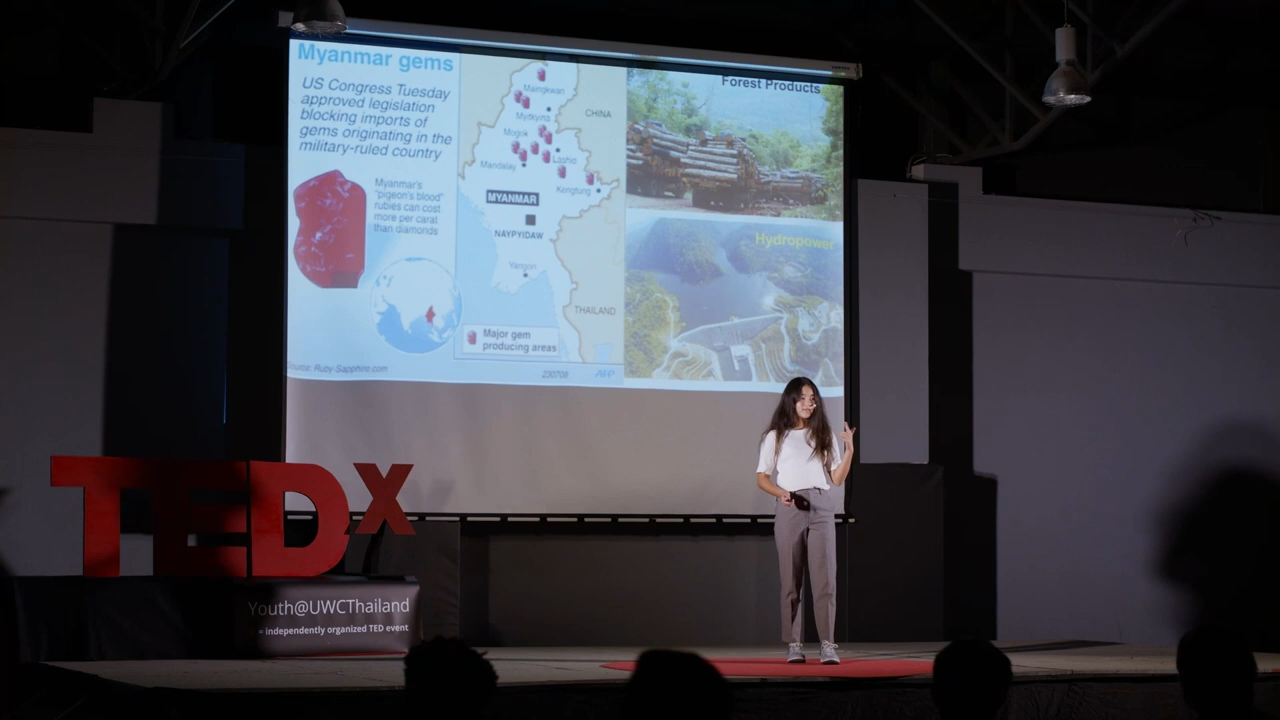 Myanmar gems
US Congress Tuesday
approved legislation
blocking imports of
gems originating in the
military-ruled country
Myanmar's
"pigeon's blood"
rubies can cost
more per carat
than diamonds
Source: Ruby-Sapphire.com
Maingkwan
CHINA
Myitkyina
Mogok
Lashio
Mandalay
Kengtung
MYANMAR
NAYPYIDAW
Yangon
THAILAND
Major gem
producing areas
230708
AFP
Forest Products
Hydropower
TEDx
Youth@UWCThailand
= independently organized TED event